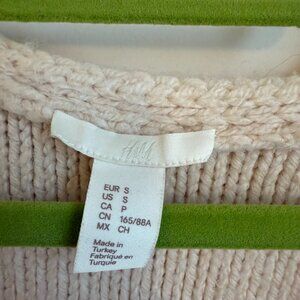 H&M
EUR S
US S
CA P
CN 165/88A
MX CH
Made in
Turkey
Fabriqué en
Turquie